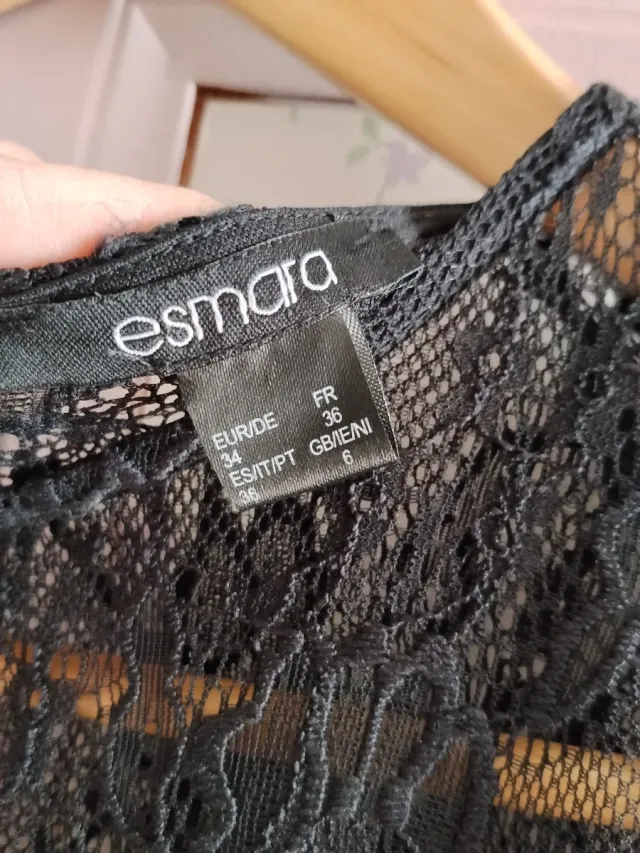 esmara
EUR/DE FR
34 36
ES/IT/PT GB/IE/NI
36 6